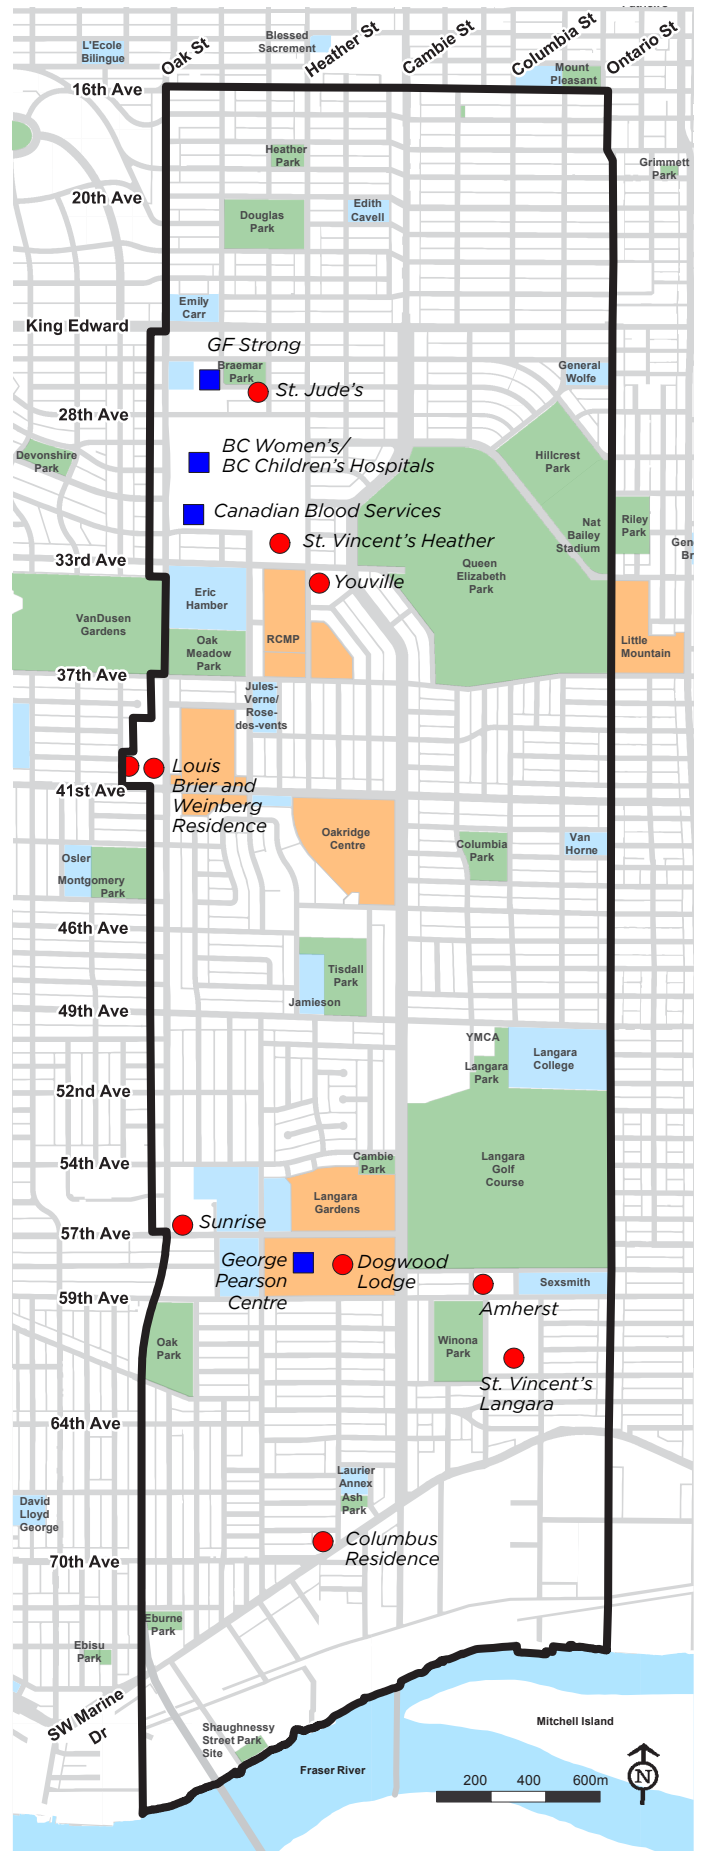 L'Ecole
Bilingue
Oak St
Blessed
Sacrement
Heather St
Cambie St
Columbia St
Ontario St
Mount
Pleasant
16th Ave
Heather
Park
Grimmett
Park
20th Ave
Douglas
Park
Edith
Cavell
Emily
Carr
King Edward
GF Strong
Braemar
Park
St. Jude's
General
Wolfe
28th Ave
Devonshire
Park
BC Women's/
BC Children's Hospitals
Hillcrest
Park
Canadian Blood Services
Nat
Bailey
Stadium
Riley
Park
Gen
Br
St. Vincent's Heather
33rd Ave
Queen
Elizabeth
Park
Youville
Eric
Hamber
VanDusen
Gardens
RCMP
Oak
Meadow
Park
Little
Mountain
37th Ave
Jules-
Verne/
Rose-
des-vents
Louis
Brier and
Weinberg
Residence
41st Ave
Oakridge
Centre
Columbia
Park
Van
Horne
Osler
Montgomery
Park
46th Ave
Tisdall
Park
Jamieson
49th Ave
YMCA
Langara
Park
Langara
College
52nd Ave
54th Ave
Cambie
Park
Langara
Golf
Course
Langara
Gardens
Sunrise
57th Ave
George
Pearson
Centre
Dogwood
Lodge
Sexsmith
59th Ave
Amherst
Oak
Park
Winona
Park
St. Vincent's
Langara
64th Ave
Laurier
Annex
Ash
Park
David
Lloyd
George
Columbus
Residence
70th Ave
Eburne
Park
Ebisu
Park
SW Marine
Dr
Shaughnessy
Street Park
Site
Mitchell Island
Fraser River
N
200 400 600m